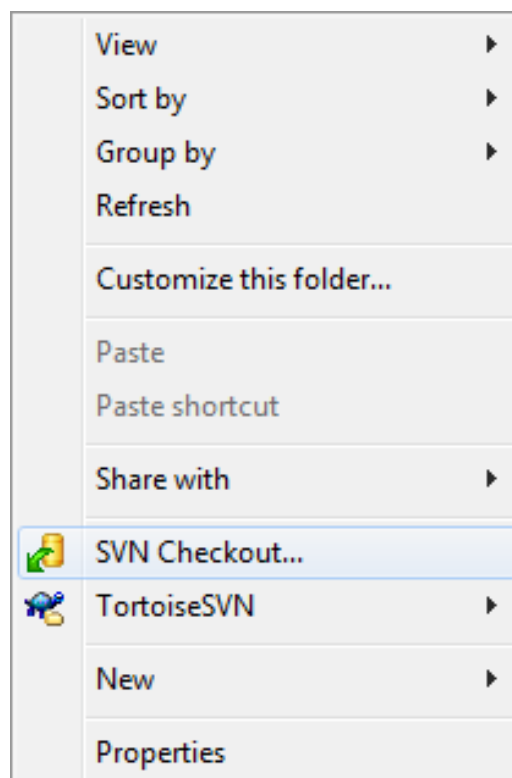 View
Sort by
Group by
Refresh
Customize this folder...
Paste
Paste shortcut
Share with
SVN Checkout...
TortoiseSVN
New
Properties